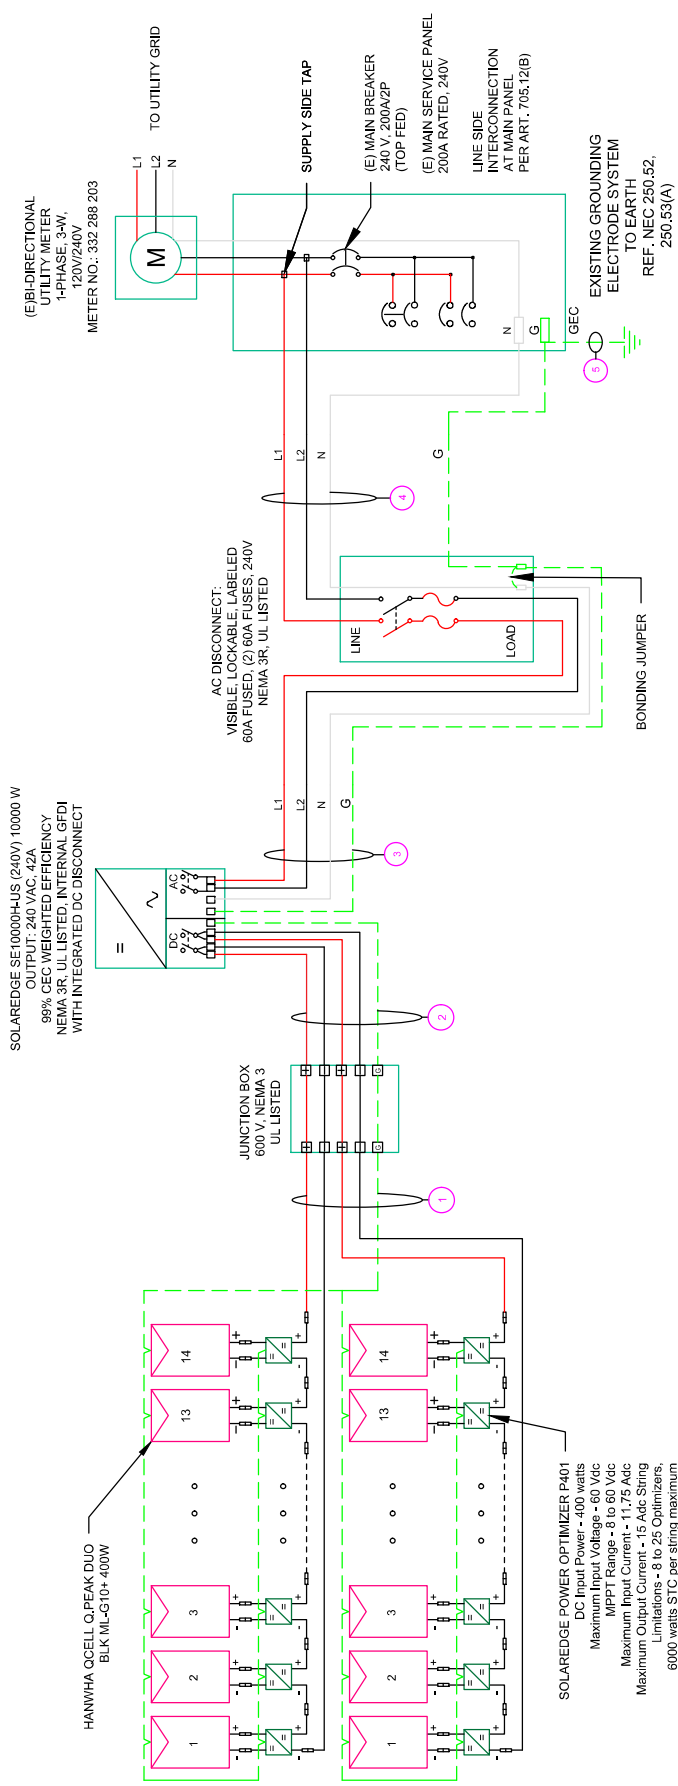 HANWHA QCELL Q.PEAK DUO
BLK ML-G10+ 400W
1
2
3
13
14
+
-
1
2
3
13
14
+
-
SOLAREDGE POWER OPTIMIZER P401
DC Input Power - 400 watts
Maximum Input Voltage - 60 Vdc
MPPT Range - 8 to 60 Vdc
Maximum Input Current - 11.75 Adc
Maximum Output Current - 15 Adc String
Limitations - 8 to 25 Optimizers,
6000 watts STC per string maximum
1
JUNCTION BOX
600 V, NEMA 3
UL LISTED
G
G
2
SOLAREDGE SE10000H-US (240V) 10000 W
OUTPUT: 240 VAC, 42A
99% CEC WEIGHTED EFFICIENCY
NEMA 3R, UL LISTED, INTERNAL GFDI
WITH INTEGRATED DC DISCONNECT
=
~
DC
AC
L1
L2
N
G
3
AC DISCONNECT:
VISIBLE, LOCKABLE, LABELED
60A FUSED, (2) 60A FUSES, 240V
NEMA 3R, UL LISTED
LINE
LOAD
BONDING JUMPER
L1
L2
N
G
4
(E)BI-DIRECTIONAL
UTILITY METER
1-PHASE, 3-W,
120V/240V
METER NO.: 332 288 203
M
L1
L2
N
TO UTILITY GRID
SUPPLY SIDE TAP
(E) MAIN BREAKER
240 V, 200A/2P
(TOP FED)
(E) MAIN SERVICE PANEL
200A RATED, 240V
LINE SIDE
INTERCONNECTION
AT MAIN PANEL
PER ART. 705.12(B)
N
G
GEC
5
EXISTING GROUNDING
ELECTRODE SYSTEM
TO EARTH
REF. NEC 250.52,
250.53(A)